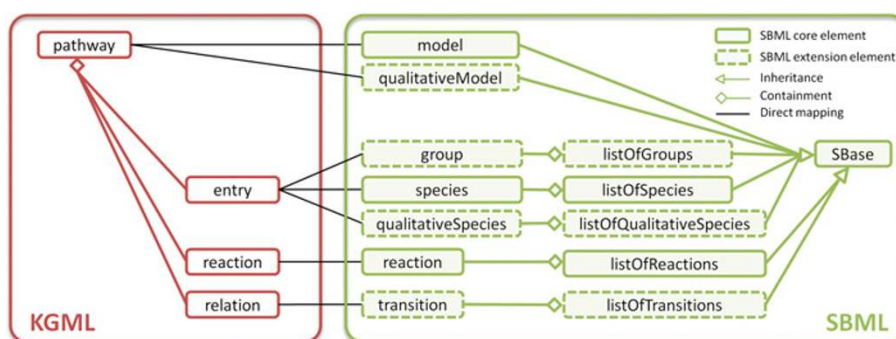 pathway
model
qualitativeModel
SBML core element
SBML extension element
Inheritance
Containment
Direct mapping
group
listOfGroups
SBase
entry
species
listOfSpecies
qualitativeSpecies
listOfQualitativeSpecies
reaction
reaction
listOfReactions
relation
transition
listOfTransitions
KGML
SBML